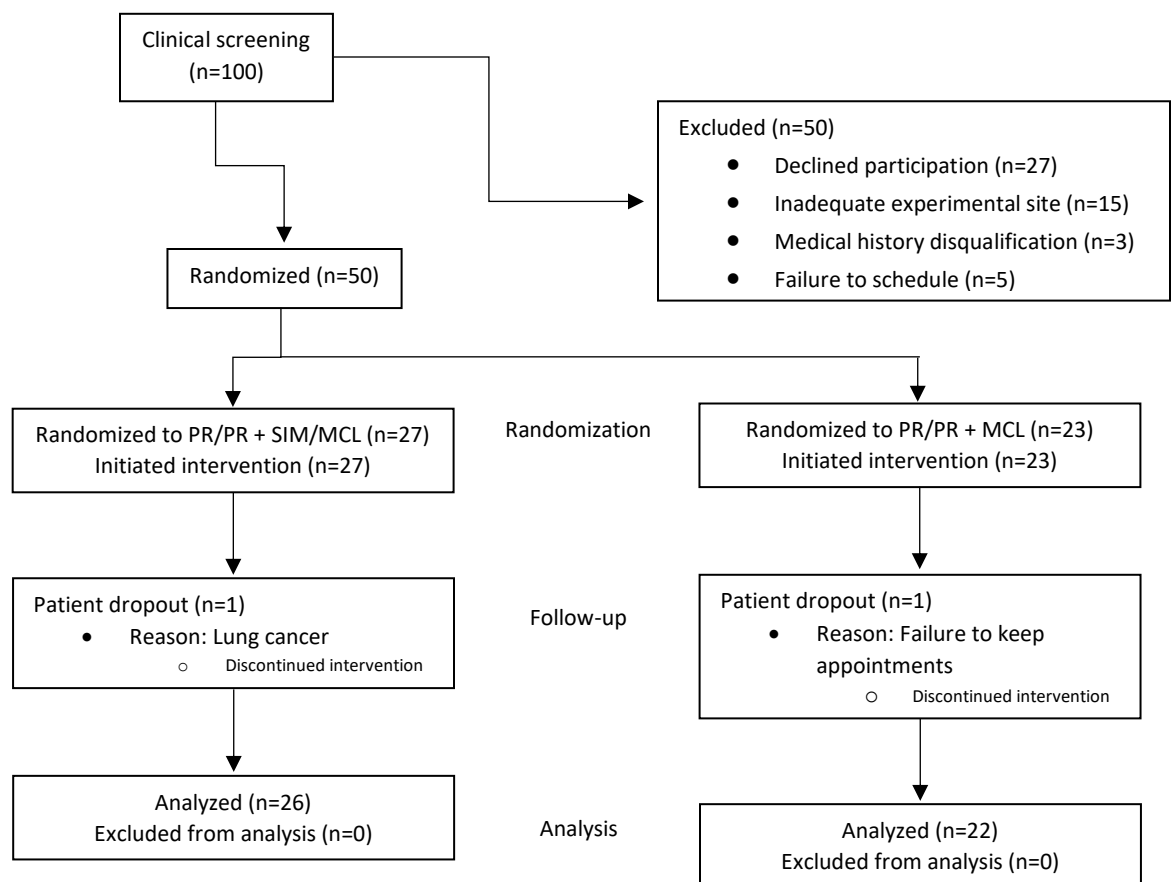 Clinical screening
(n=100)
Excluded (n=50)
● Declined participation (n=27)
● Inadequate experimental site (n=15)
● Medical history disqualification (n=3)
● Failure to schedule (n=5)
Randomized (n=50)
Randomized to PR/PR + SIM/MCL (n=27)
Initiated intervention (n=27)
Randomization
Randomized to PR/PR + MCL (n=23)
Initiated intervention (n=23)
Patient dropout (n=1)
● Reason: Lung cancer
○ Discontinued intervention
Follow-up
Patient dropout (n=1)
● Reason: Failure to keep
appointments
○ Discontinued intervention
Analyzed (n=26)
Excluded from analysis (n=0)
Analysis
Analyzed (n=22)
Excluded from analysis (n=0)